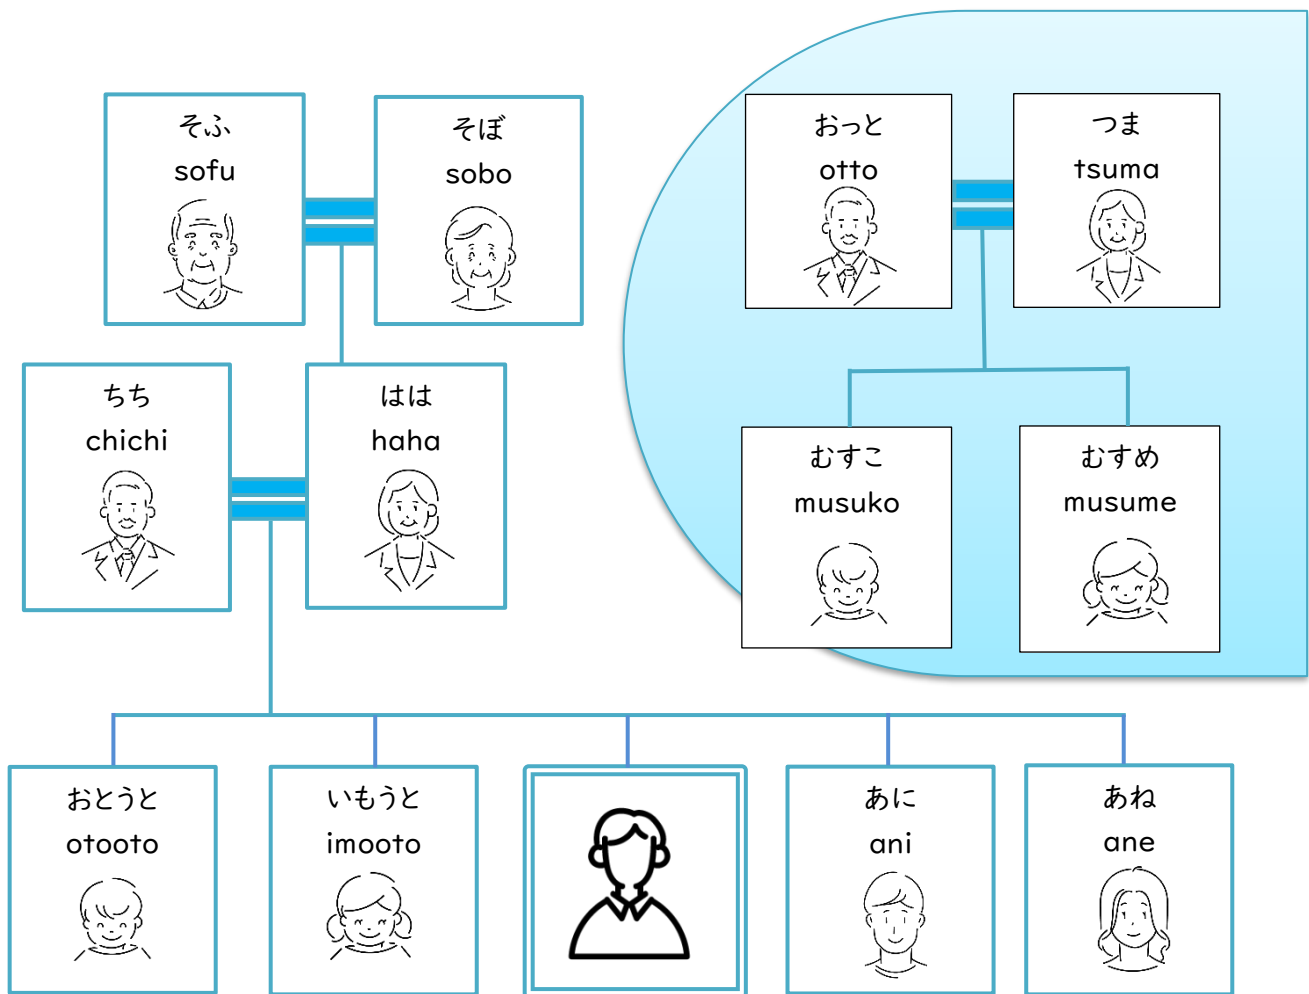 そふ
sofu
そぼ
sobo
おっと
otto
つま
tsuma
ちち
chichi
はは
haha
むすこ
musuko
むすめ
musume
おとうと
otooto
いもうと
imooto
あに
ani
あね
ane